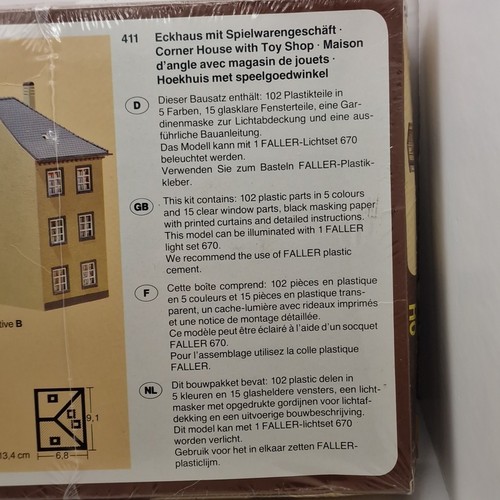 411 Eckhaus mit Spielwarengeschäft ·
Corner House with Toy Shop · Maison
d'angle avec magasin de jouets ·
Hoekhuis met speelgoedwinkel
D Dieser Bausatz enthält: 102 Plastikteile in
5 Farben, 15 glasklare Fensterteile, eine Gar-
dinenmaske zur Lichtabdeckung und eine aus-
führliche Bauanleitung.
Das Modell kann mit 1 FALLER-Lichtset 670
beleuchtet werden.
Verwenden Sie zum Basteln FALLER-Plastik-
kleber.
GB This kit contains: 102 plastic parts in 5 colours
and 15 clear window parts, black masking paper
with printed curtains and detailed instructions.
This model can be illuminated with 1 FALLER
light set 670.
We recommend the use of FALLER plastic
cement.
F Cette boîte comprend: 102 pièces en plastique
en 5 couleurs et 15 pièces en plastique trans-
parent, un cache-lumière avec rideaux imprimés
et une notice de montage détaillée.
Ce modèle peut être éclairé à l'aide d'un socquet
FALLER 670.
Pour l'assemblage utilisez la colle plastique
FALLER.
NL Dit bouwpakket bevat: 102 plastic delen in
5 kleuren en 15 glasheldere vensters, een licht-
masker met opgedrukte gordijnen voor lichtaf-
dekking en een uitvoerige bouwbeschrijving.
Dit model kan met 1 FALLER-lichtset 670
worden verlicht.
Gebruik voor het in elkaar zetten FALLER-
plasticlijm.
tive B
9,1
13,4 cm
6,8
HO